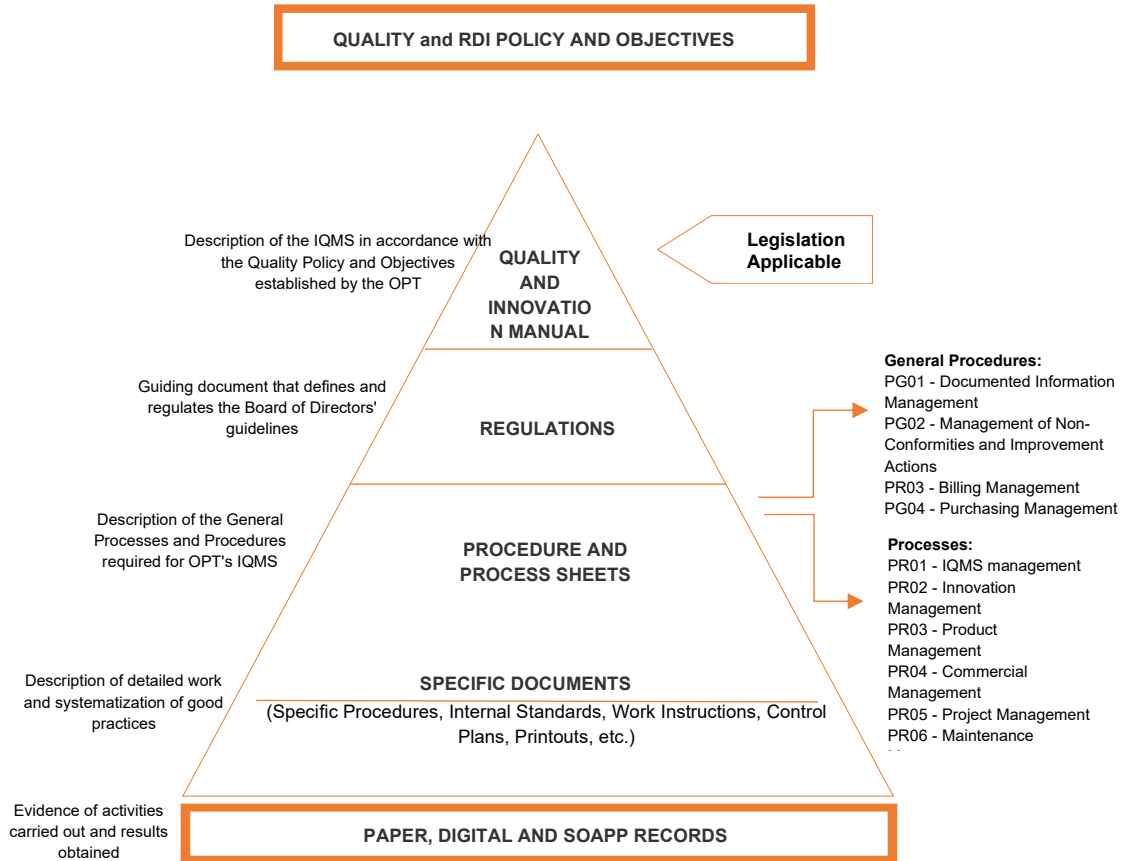 QUALITY and RDI POLICY AND OBJECTIVES
Description of the IQMS in accordance with
the Quality Policy and Objectives
established by the OPT
QUALITY
AND
INNOVATIO
N MANUAL
Legislation
Applicable
Guiding document that defines and
regulates the Board of Directors'
guidelines
REGULATIONS
General Procedures:
PG01 - Documented Information
Management
PG02 - Management of Non-
Conformities and Improvement
Actions
PR03 - Billing Management
PG04 - Purchasing Management
Description of the General
Processes and Procedures
required for OPT's IQMS
PROCEDURE AND
PROCESS SHEETS
Processes:
PR01 - IQMS management
PR02 - Innovation
Management
PR03 - Product
Management
PR04 - Commercial
Management
PR05 - Project Management
PR06 - Maintenance
Description of detailed work
and systematization of good
practices
SPECIFIC DOCUMENTS
(Specific Procedures, Internal Standards, Work Instructions, Control
Plans, Printouts, etc.)
Evidence of activities
carried out and results
obtained
PAPER, DIGITAL AND SOAPP RECORDS